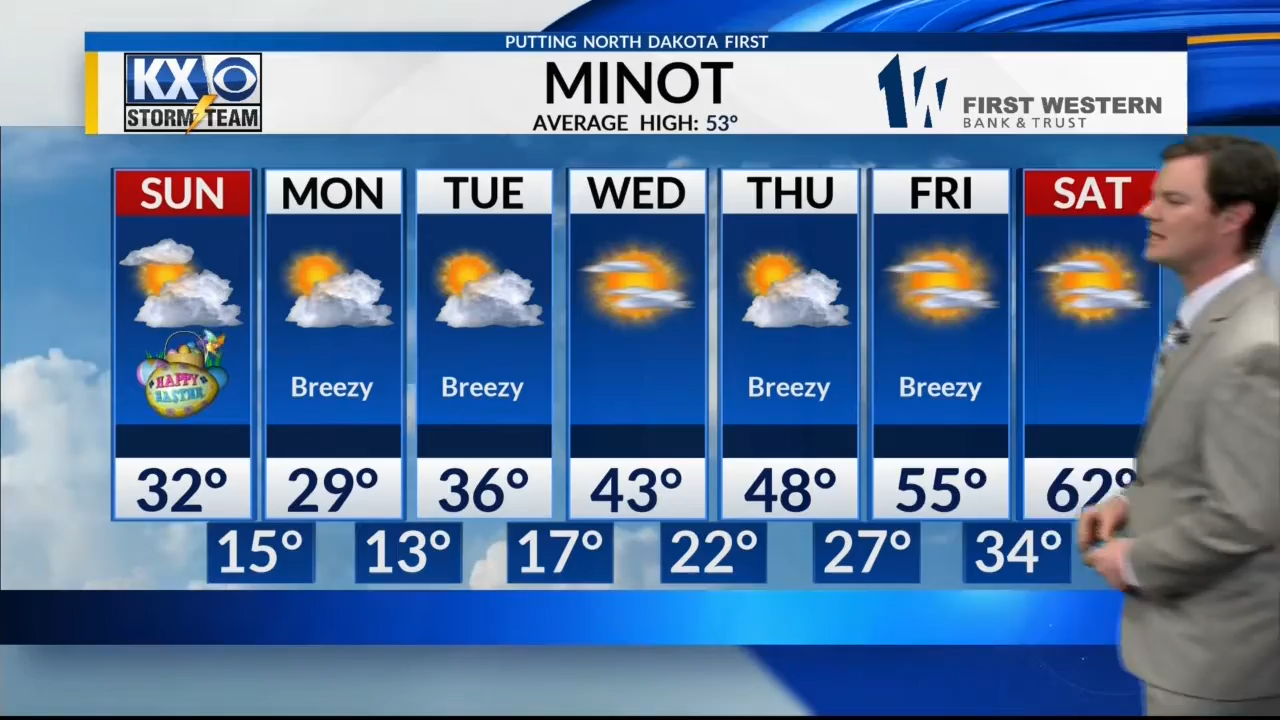 PUTTING NORTH DAKOTA FIRST
KX
STORM TEAM
MINOT
AVERAGE HIGH: 53°
1W FIRST WESTERN
BANK & TRUST
SUN MON TUE WED THU FRI SAT
HAPPY
EASTER
Breezy Breezy Breezy Breezy
32° 29° 36° 43° 48° 55° 62°
15° 13° 17° 22° 27° 34°